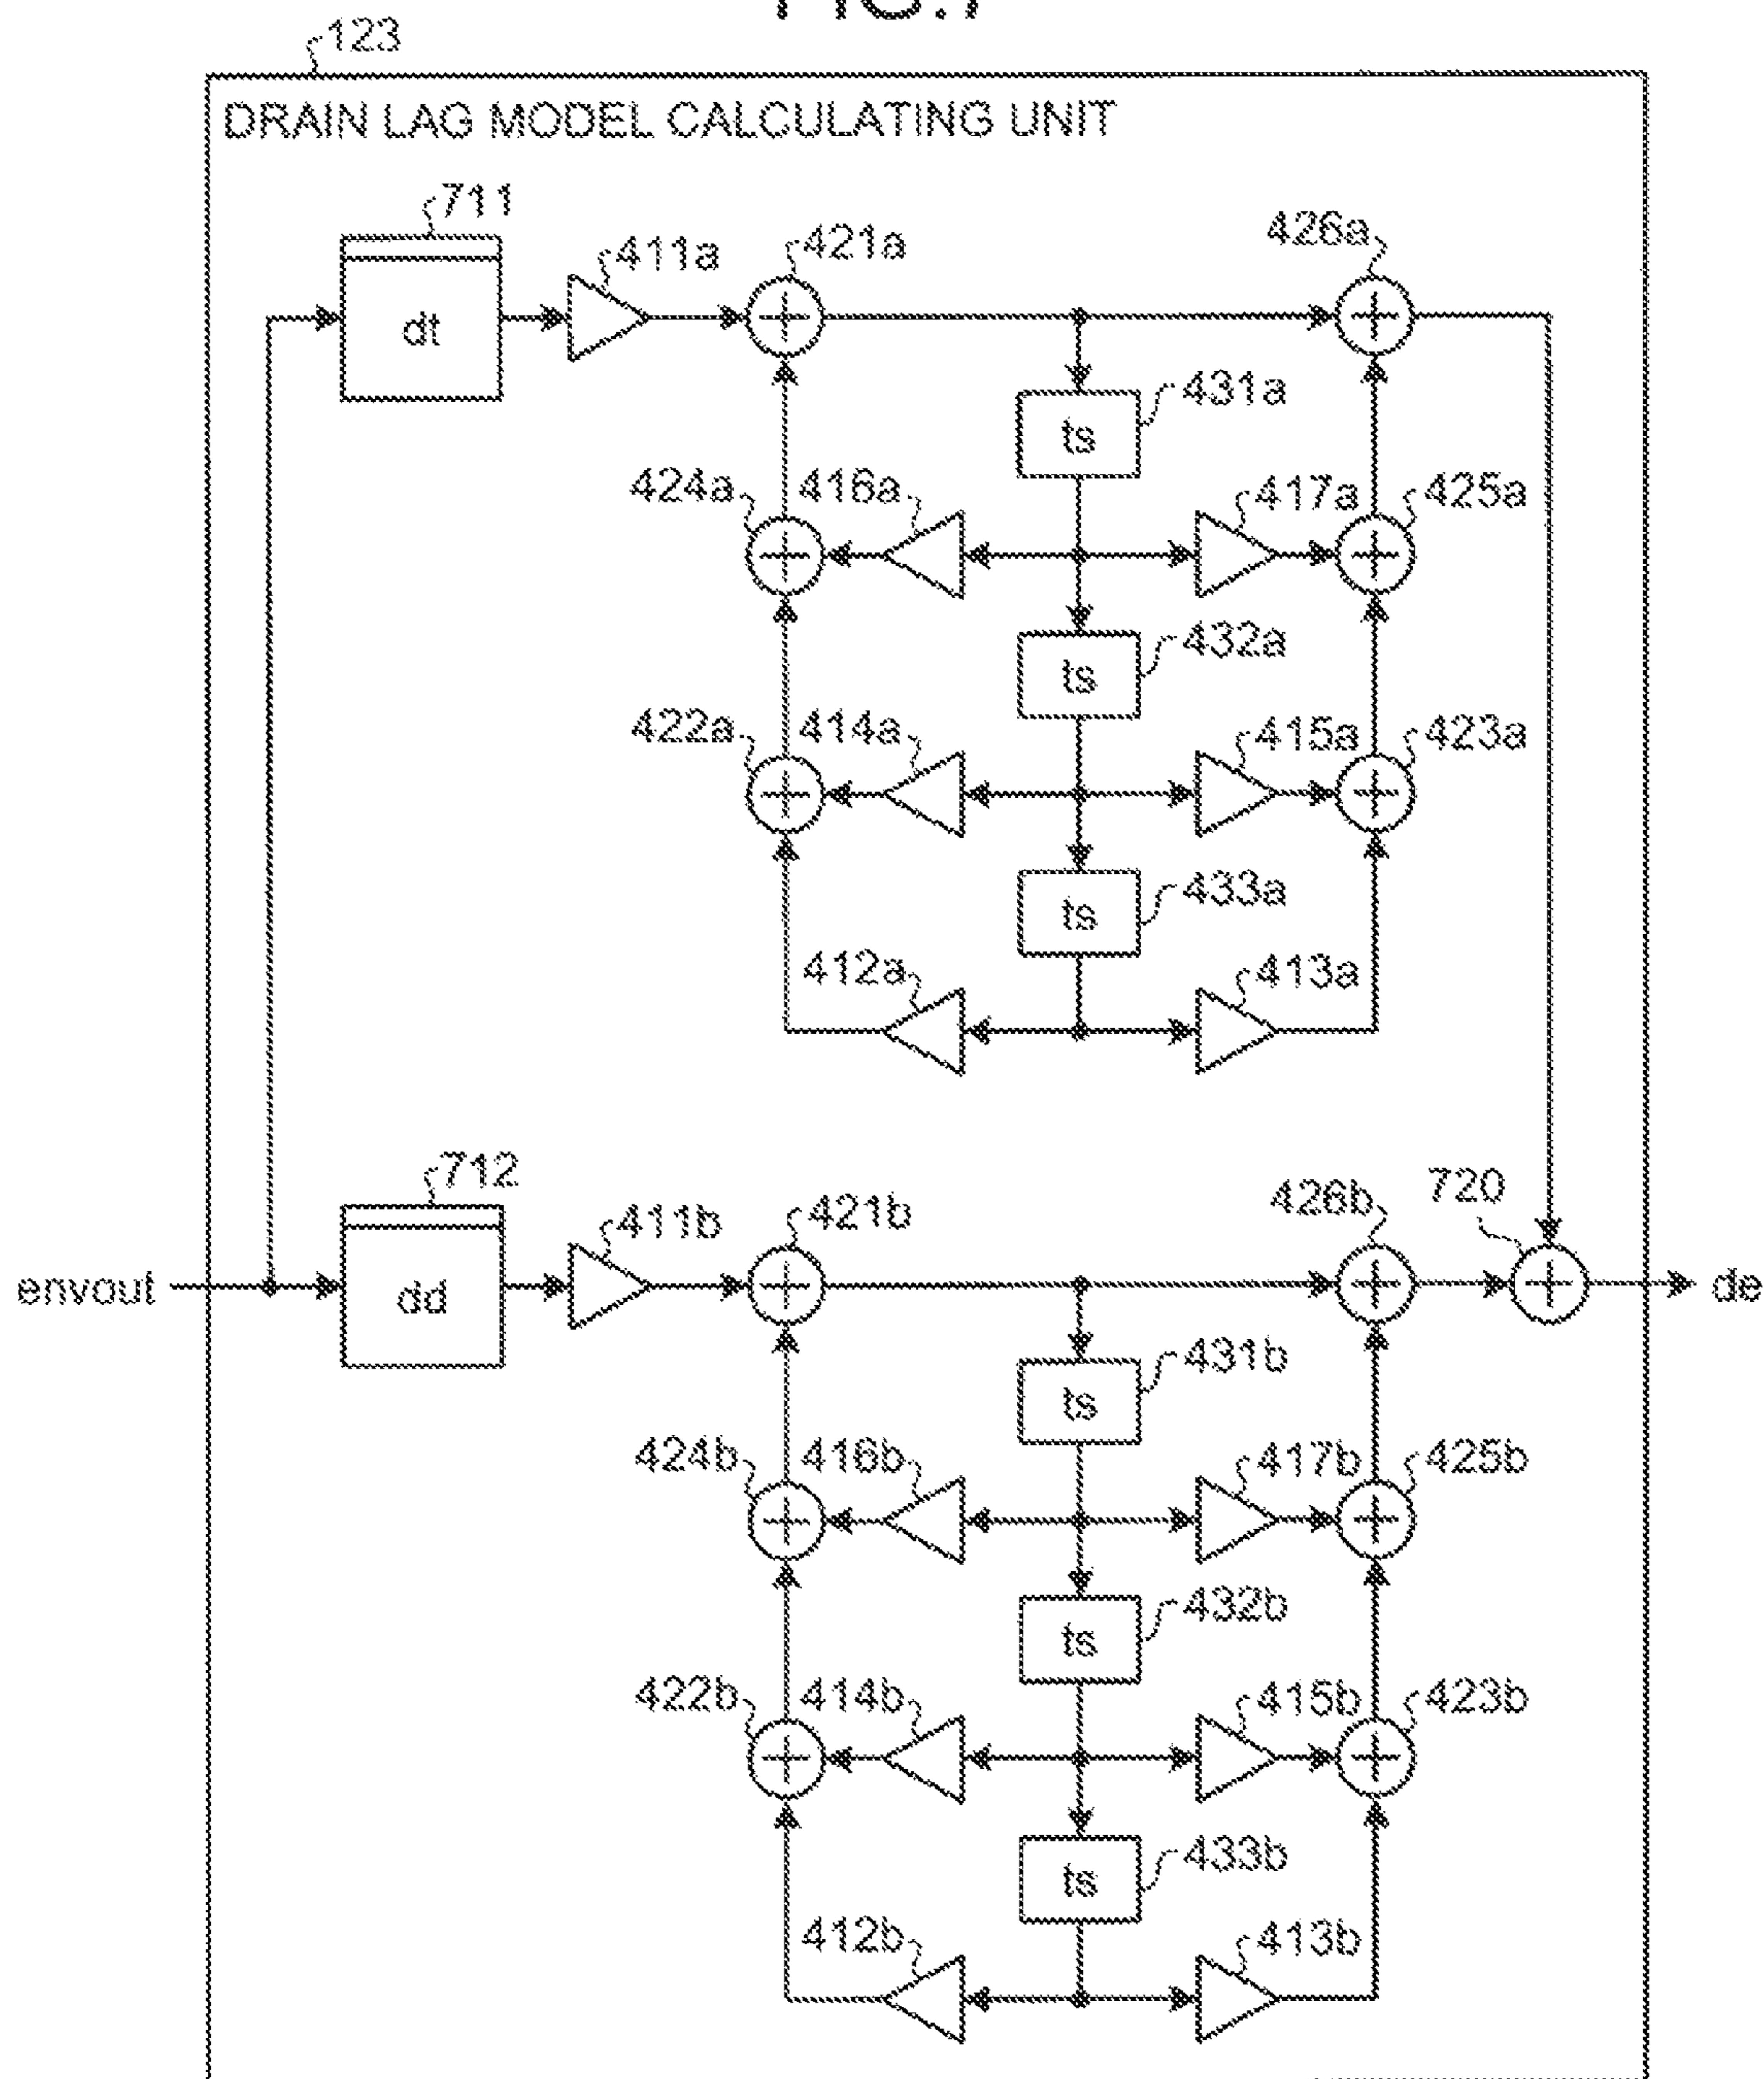 FIG.7
123
DRAIN LAG MODEL CALCULATING UNIT
711
dt
411a
421a
426a
431a
ts
424a
416a
417a
425a
432a
ts
422a
414a
415a
423a
433a
ts
412a
413a
712
envout
dd
411b
421b
426b
720
de
431b
ts
424b
416b
417b
425b
432b
ts
422b
414b
415b
423b
433b
ts
412b
413b